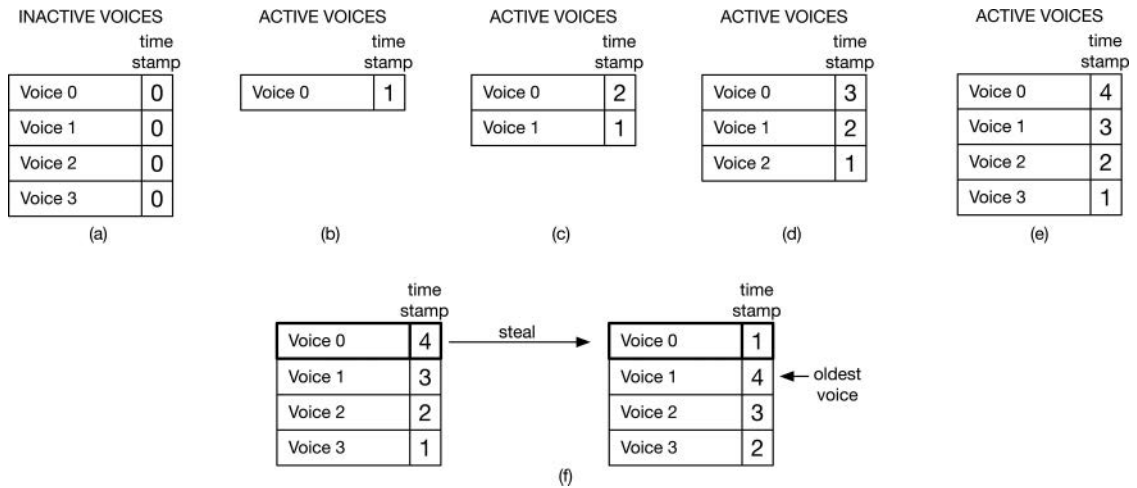 INACTIVE VOICES
time
stamp
Voice 0 0
Voice 1 0
Voice 2 0
Voice 3 0
(a)
ACTIVE VOICES
time
stamp
Voice 0 1
(b)
ACTIVE VOICES
time
stamp
Voice 0 2
Voice 1 1
(c)
ACTIVE VOICES
time
stamp
Voice 0 3
Voice 1 2
Voice 2 1
(d)
ACTIVE VOICES
time
stamp
Voice 0 4
Voice 1 3
Voice 2 2
Voice 3 1
(e)
time
stamp
Voice 0 4
Voice 1 3
Voice 2 2
Voice 3 1
steal
time
stamp
Voice 0 1
Voice 1 4
Voice 2 3
Voice 3 2
oldest
voice
(f)